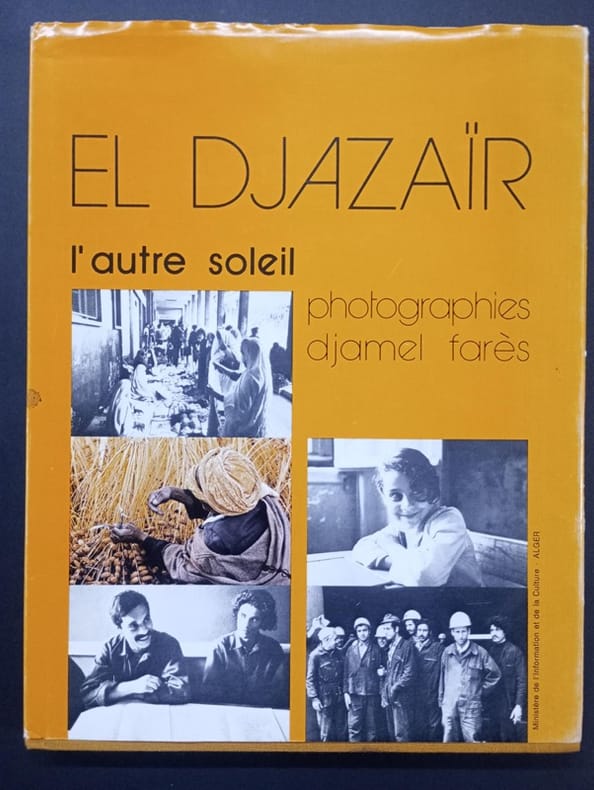 EL DJAZAÏR
l'autre soleil
photographies
djamel farès
Ministère de l'Information et de la Culture - ALGER